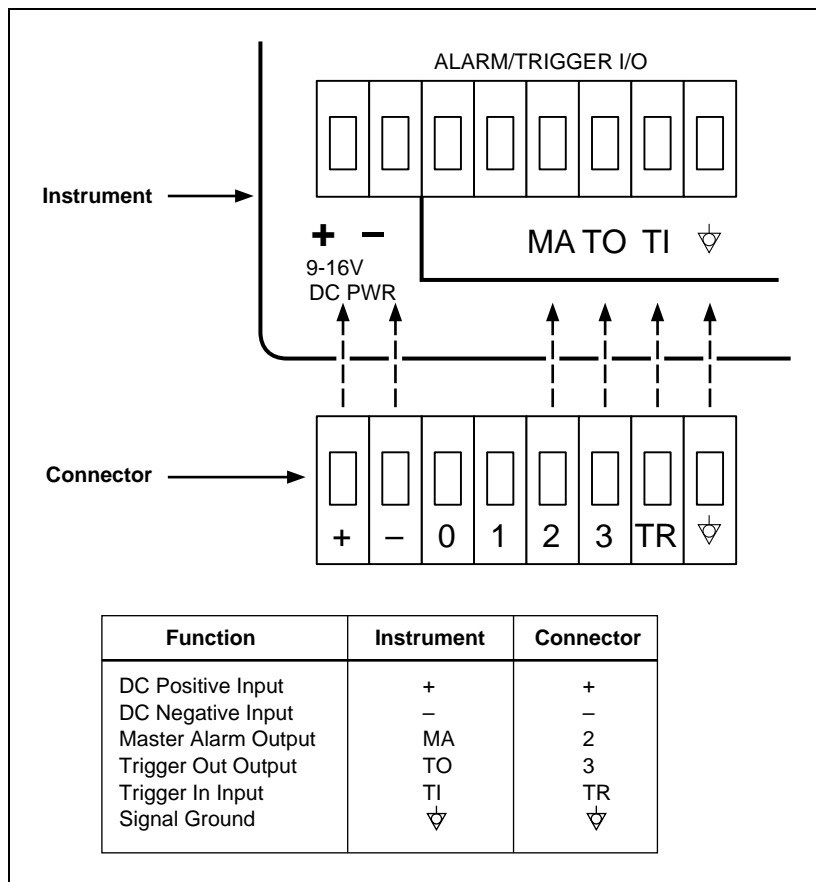 ALARM/TRIGGER I/O
Instrument
+ – MA TO TI
9-16V
DC PWR
Connector
+ – 0 1 2 3 TR
Function Instrument Connector
DC Positive Input + +
DC Negative Input – –
Master Alarm Output MA 2
Trigger Out Output TO 3
Trigger In Input TI TR
Signal Ground